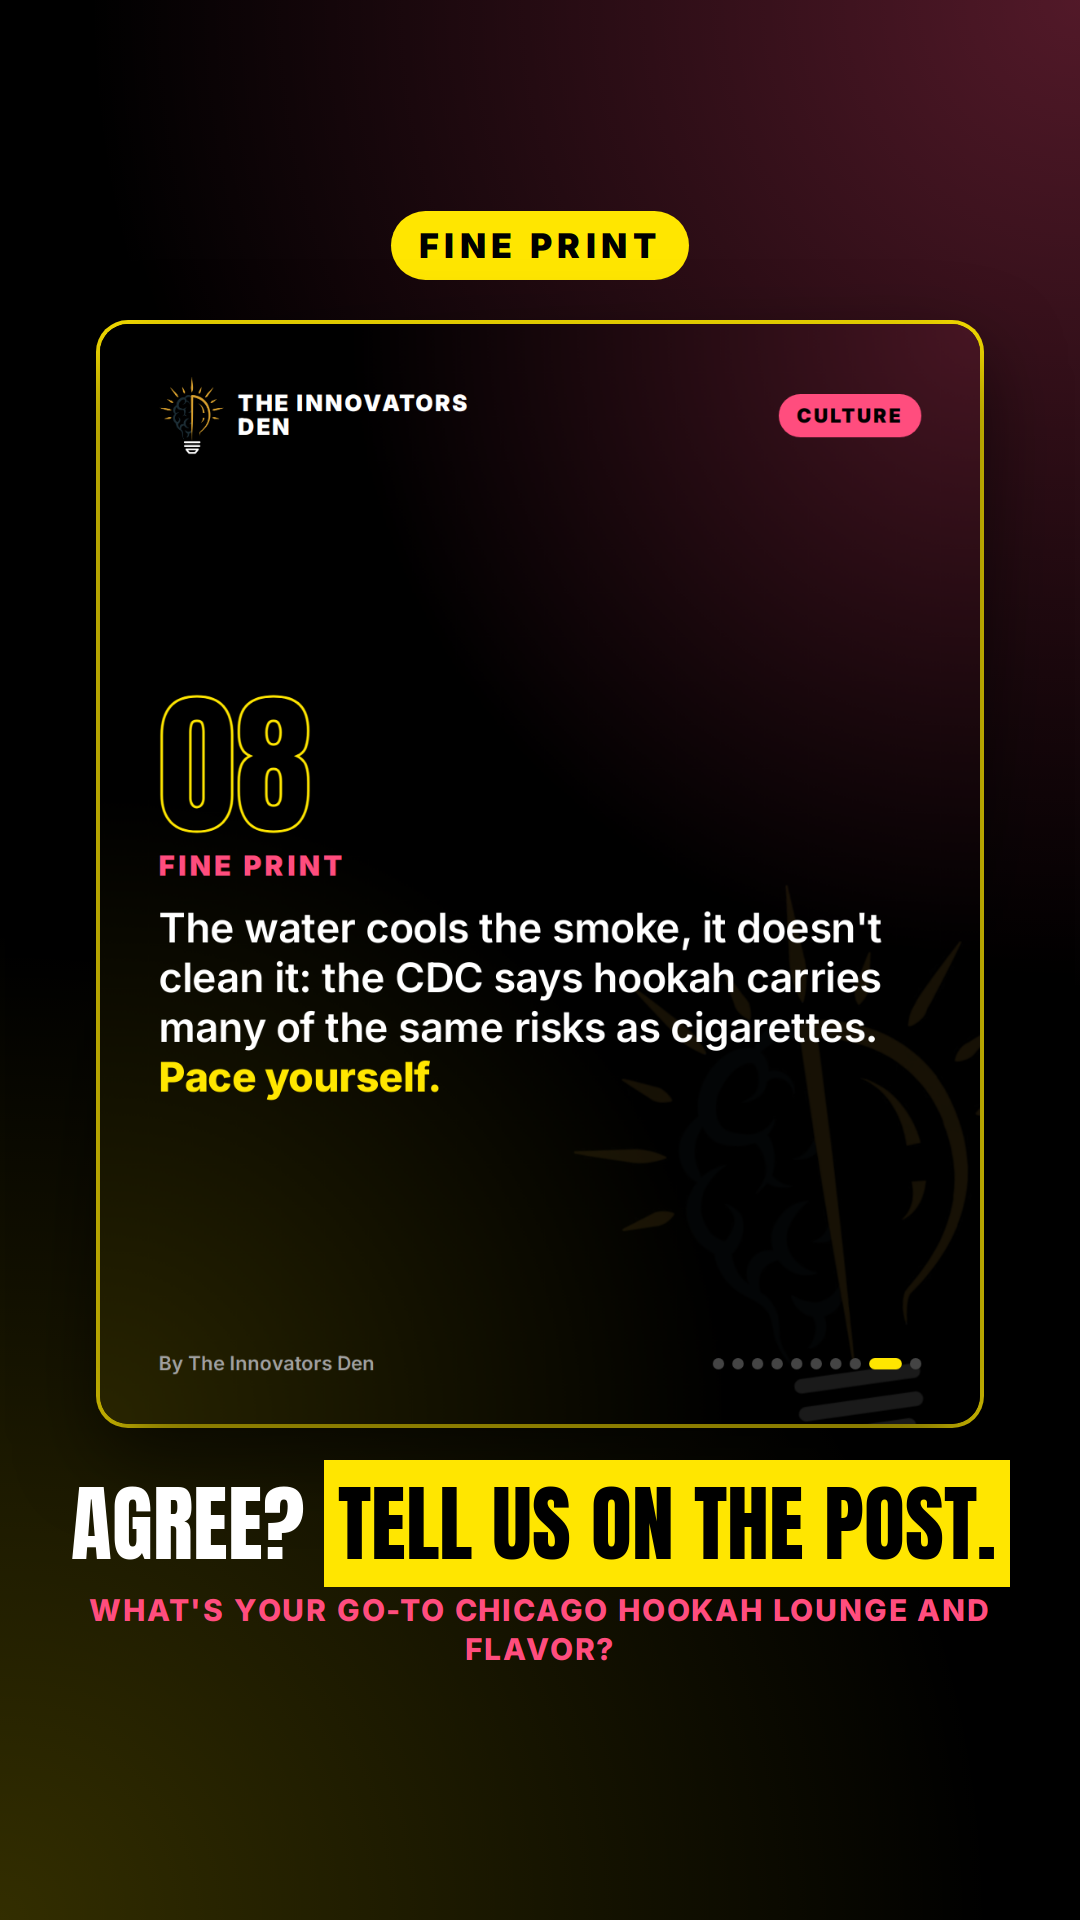 FINE PRINT
THE INNOVATORS
DEN
CULTURE
08
FINE PRINT
The water cools the smoke, it doesn't
clean it: the CDC says hookah carries
many of the same risks as cigarettes.
Pace yourself.
By The Innovators Den
AGREE? TELL US ON THE POST.
WHAT'S YOUR GO-TO CHICAGO HOOKAH LOUNGE AND
FLAVOR?